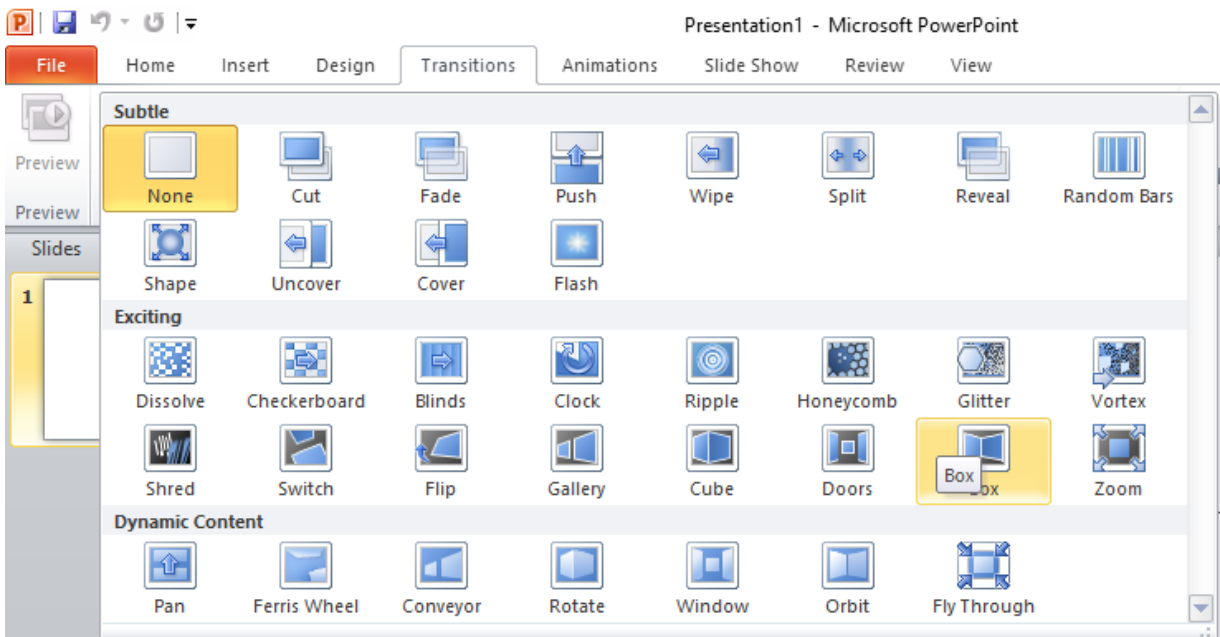 Presentation1 - Microsoft PowerPoint
File Home Insert Design Transitions Animations Slide Show Review View
Preview
Preview
Slides
1
Subtle
None Cut Fade Push Wipe Split Reveal Random Bars
Shape Uncover Cover Flash
Exciting
Dissolve Checkerboard Blinds Clock Ripple Honeycomb Glitter Vortex
Shred Switch Flip Gallery Cube Doors Box Zoom
Box
Dynamic Content
Pan Ferris Wheel Conveyor Rotate Window Orbit Fly Through